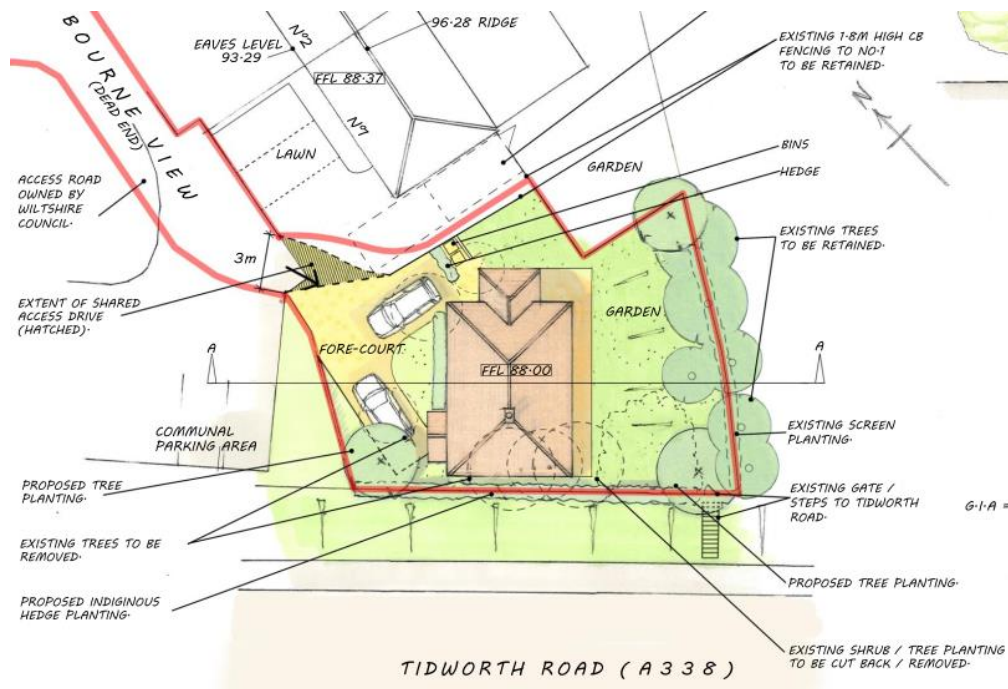 BOURNE VIEW
(DEAD END)
Nº2
EAVES LEVEL
93·29
96·28 RIDGE
FFL 88·37
Nº1
LAWN
EXISTING 1·8M HIGH CB
FENCING TO NO·1
TO BE RETAINED·
N
GARDEN
BINS
HEDGE
ACCESS ROAD
OWNED BY
WILTSHIRE
COUNCIL·
3m
EXISTING TREES
TO BE RETAINED·
EXTENT OF SHARED
ACCESS DRIVE
(HATCHED)·
GARDEN
FORE-COURT
FFL 88·00
A
A
COMMUNAL
PARKING AREA
EXISTING SCREEN
PLANTING·
PROPOSED TREE
PLANTING·
EXISTING GATE /
STEPS TO TIDWORTH
ROAD·
G·I·A =
EXISTING TREES TO BE
REMOVED·
PROPOSED TREE PLANTING·
PROPOSED INDIGINOUS
HEDGE PLANTING·
EXISTING SHRUB / TREE PLANTING
TO BE CUT BACK / REMOVED·
TIDWORTH ROAD (A338)